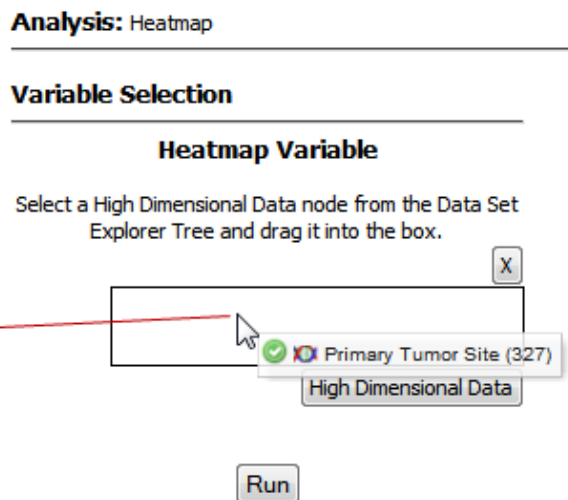 Analysis: Heatmap
Variable Selection
Heatmap Variable
Select a High Dimensional Data node from the Data Set
Explorer Tree and drag it into the box.
X
Primary Tumor Site (327)
High Dimensional Data
Run